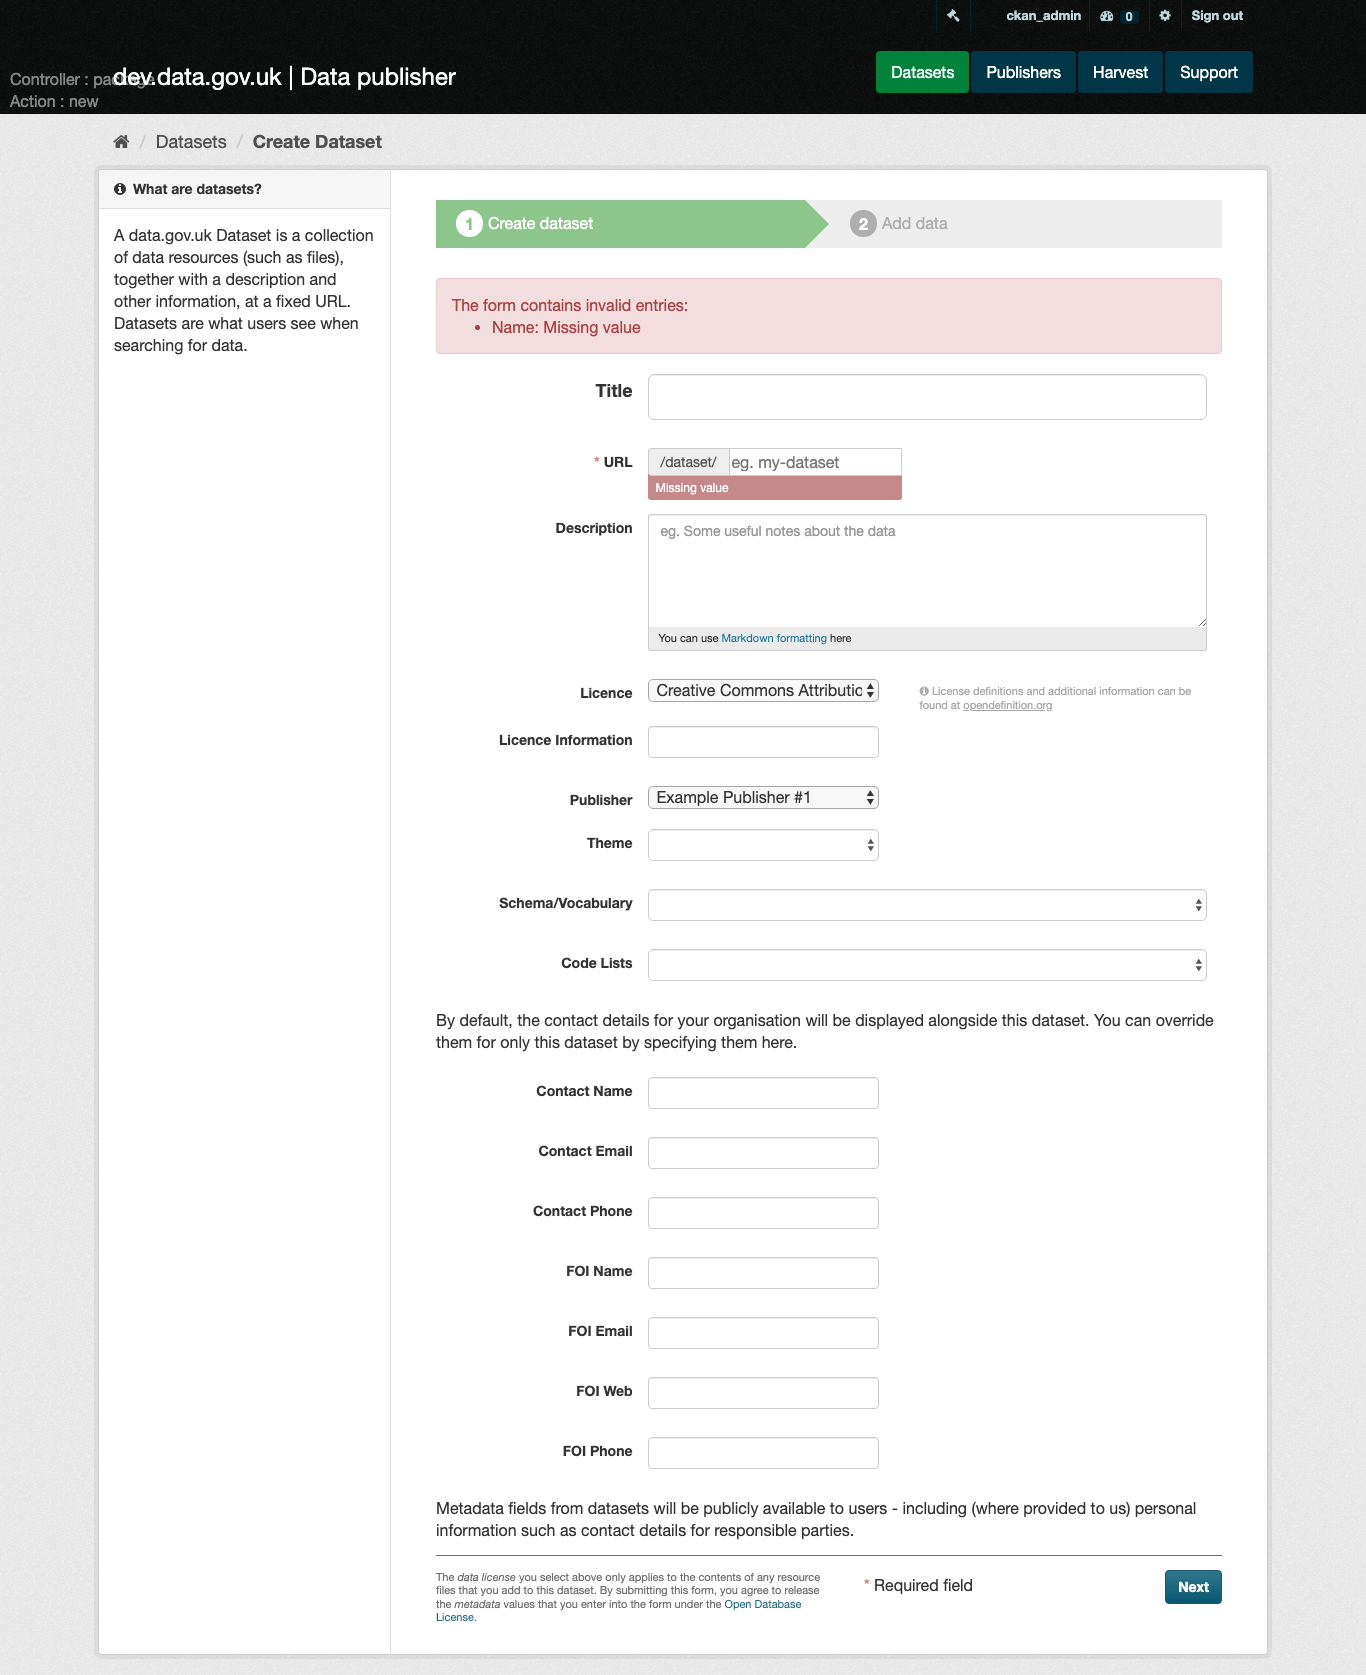 ckan_admin 0 Sign out
Controller : package
Action : new
dev.data.gov.uk | Data publisher
Datasets Publishers Harvest Support
/ Datasets / Create Dataset
What are datasets?
A data.gov.uk Dataset is a collection
of data resources (such as files),
together with a description and
other information, at a fixed URL.
Datasets are what users see when
searching for data.
1 Create dataset 2 Add data
The form contains invalid entries:
• Name: Missing value
Title
* URL /dataset/ eg. my-dataset
Missing value
Description eg. Some useful notes about the data
You can use Markdown formatting here
Licence Creative Commons Attributic
License definitions and additional information can be
found at opendefinition.org
Licence Information
Publisher Example Publisher #1
Theme
Schema/Vocabulary
Code Lists
By default, the contact details for your organisation will be displayed alongside this dataset. You can override
them for only this dataset by specifying them here.
Contact Name
Contact Email
Contact Phone
FOI Name
FOI Email
FOI Web
FOI Phone
Metadata fields from datasets will be publicly available to users - including (where provided to us) personal
information such as contact details for responsible parties.
The data license you select above only applies to the contents of any resource
files that you add to this dataset. By submitting this form, you agree to release
the metadata values that you enter into the form under the Open Database
License.
* Required field
Next